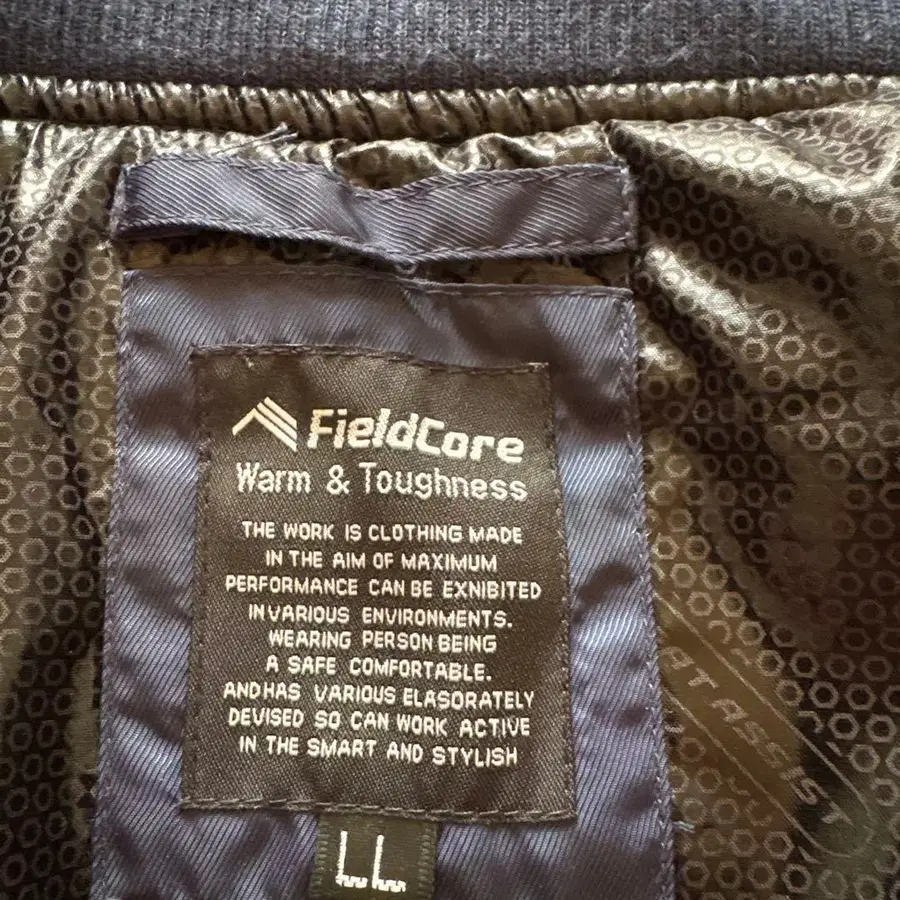 FieldCore
Warm & Toughness
THE WORK IS CLOTHING MADE
IN THE AIM OF MAXIMUM
PERFORMANCE CAN BE EXNIBITED
INVARIOUS ENVIRONMENTS.
WEARING PERSON BEING
A SAFE COMFORTABLE.
ANDHAS VARIOUS ELASORATELY
DEVISED SO CAN WORK ACTIVE
IN THE SMART AND STYLISH
LL
AT ASSIST